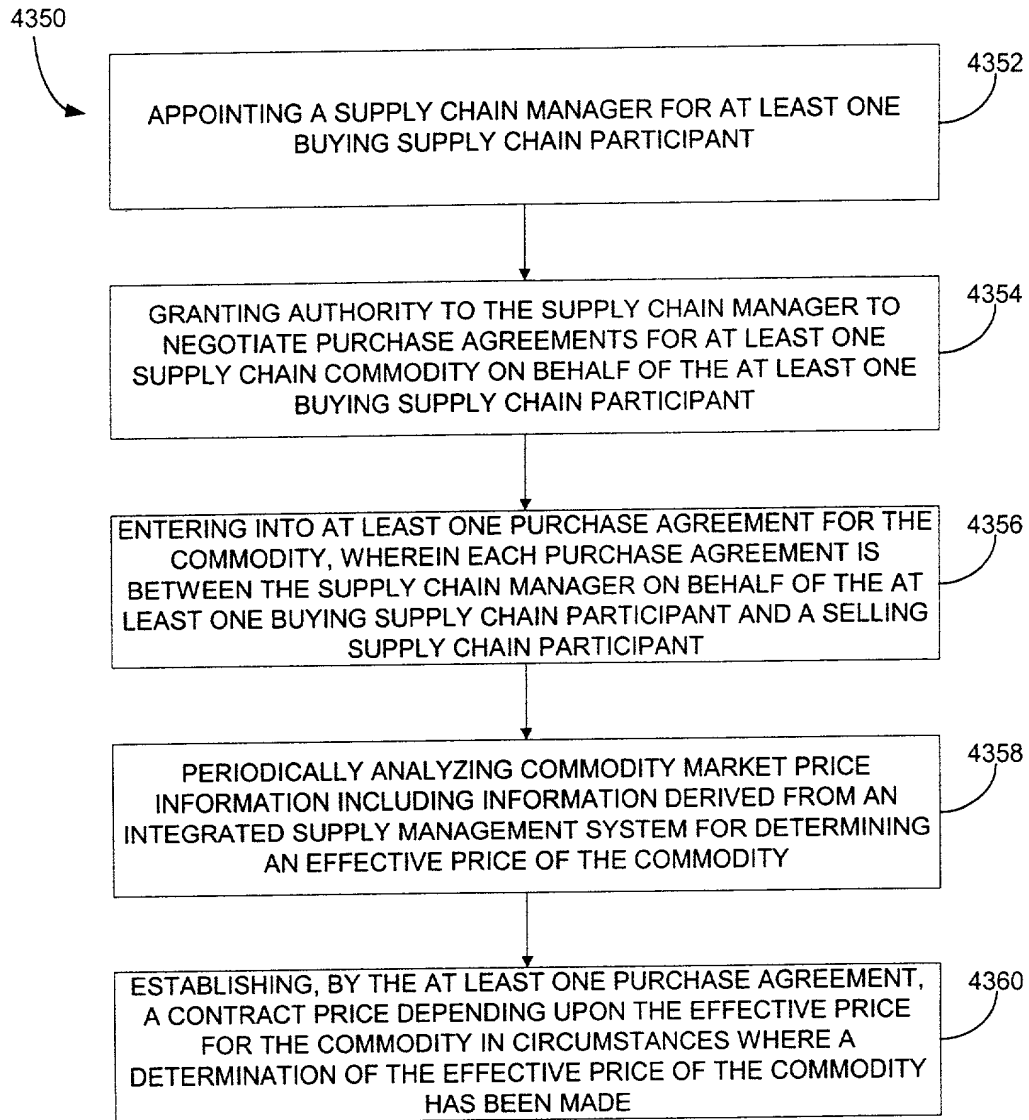 4350
4352
APPOINTING A SUPPLY CHAIN MANAGER FOR AT LEAST ONE
BUYING SUPPLY CHAIN PARTICIPANT
4354
GRANTING AUTHORITY TO THE SUPPLY CHAIN MANAGER TO
NEGOTIATE PURCHASE AGREEMENTS FOR AT LEAST ONE
SUPPLY CHAIN COMMODITY ON BEHALF OF THE AT LEAST ONE
BUYING SUPPLY CHAIN PARTICIPANT
4356
ENTERING INTO AT LEAST ONE PURCHASE AGREEMENT FOR THE
COMMODITY, WHEREIN EACH PURCHASE AGREEMENT IS
BETWEEN THE SUPPLY CHAIN MANAGER ON BEHALF OF THE AT
LEAST ONE BUYING SUPPLY CHAIN PARTICIPANT AND A SELLING
SUPPLY CHAIN PARTICIPANT
4358
PERIODICALLY ANALYZING COMMODITY MARKET PRICE
INFORMATION INCLUDING INFORMATION DERIVED FROM AN
INTEGRATED SUPPLY MANAGEMENT SYSTEM FOR DETERMINING
AN EFFECTIVE PRICE OF THE COMMODITY
4360
ESTABLISHING, BY THE AT LEAST ONE PURCHASE AGREEMENT,
A CONTRACT PRICE DEPENDING UPON THE EFFECTIVE PRICE
FOR THE COMMODITY IN CIRCUMSTANCES WHERE A
DETERMINATION OF THE EFFECTIVE PRICE OF THE COMMODITY
HAS BEEN MADE